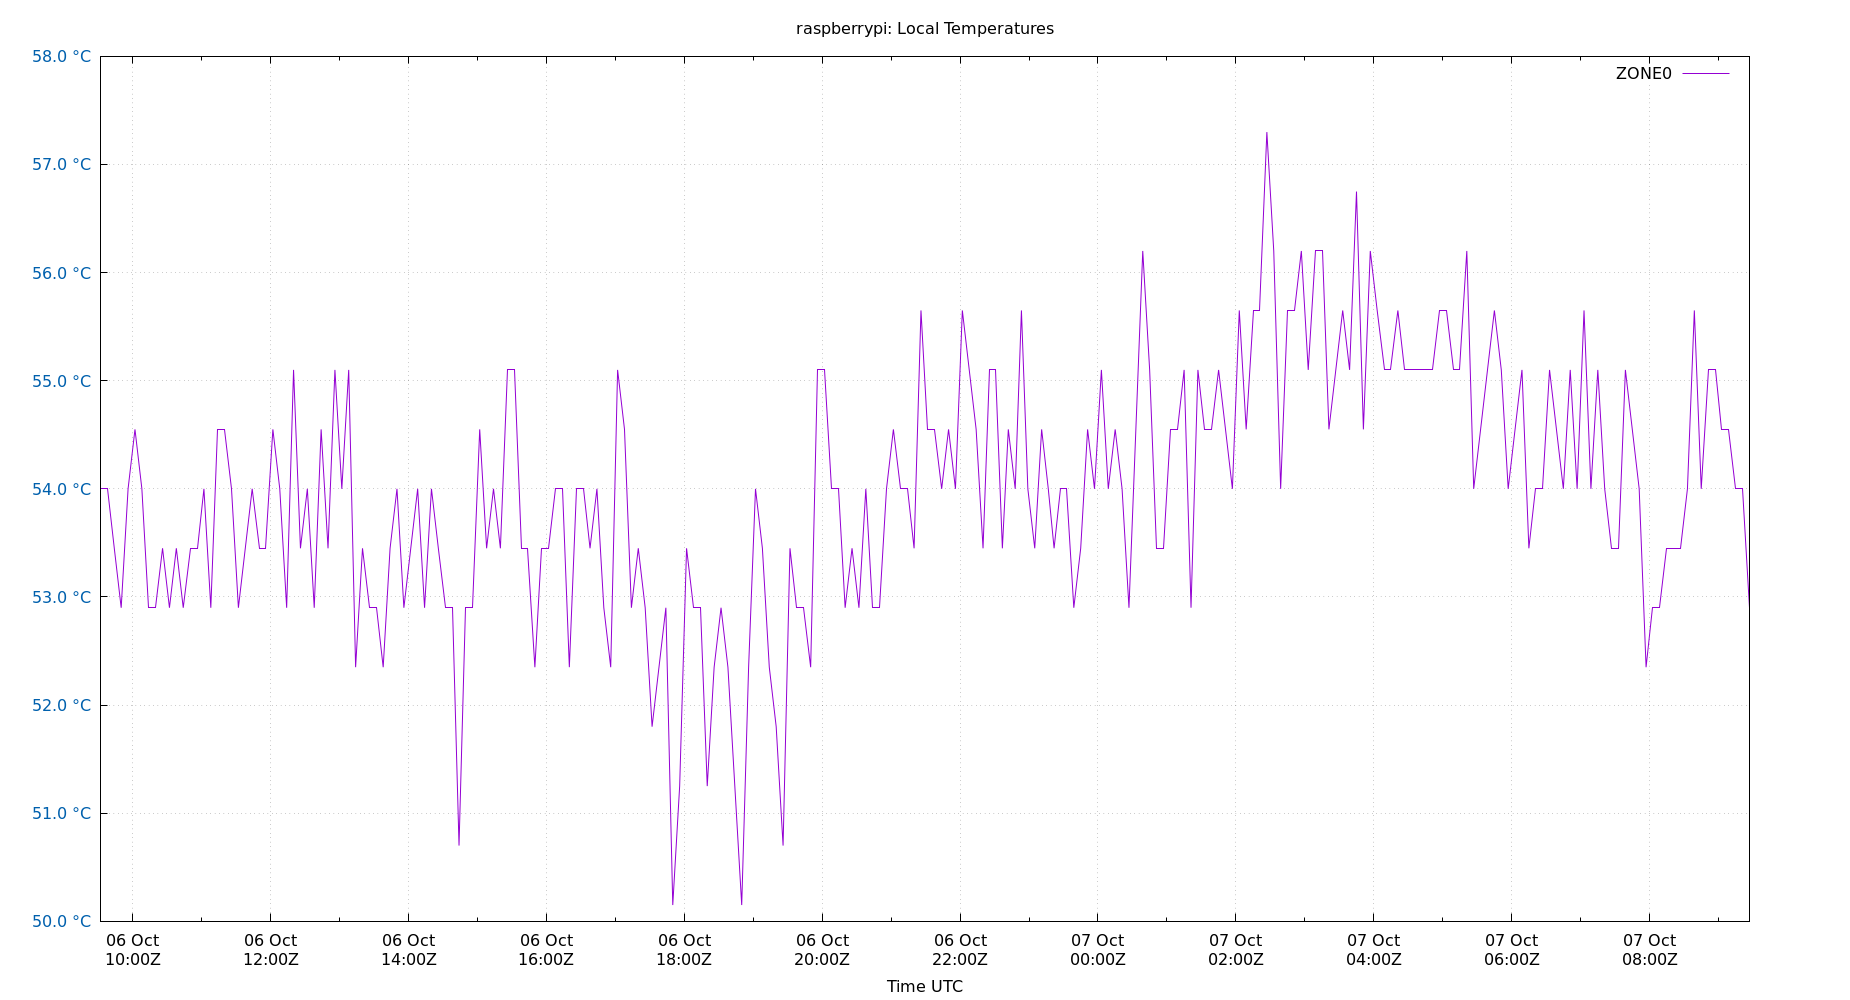 raspberrypi: Local Temperatures
58.0 °C
ZONE0
57.0 °C
56.0 °C
55.0 °C
54.0 °C
53.0 °C
52.0 °C
51.0 °C
50.0 °C
06 Oct 06 Oct 06 Oct 06 Oct 06 Oct 06 Oct 06 Oct 07 Oct 07 Oct 07 Oct 07 Oct 07 Oct
10:00Z 12:00Z 14:00Z 16:00Z 18:00Z 20:00Z 22:00Z 00:00Z 02:00Z 04:00Z 06:00Z 08:00Z
Time UTC